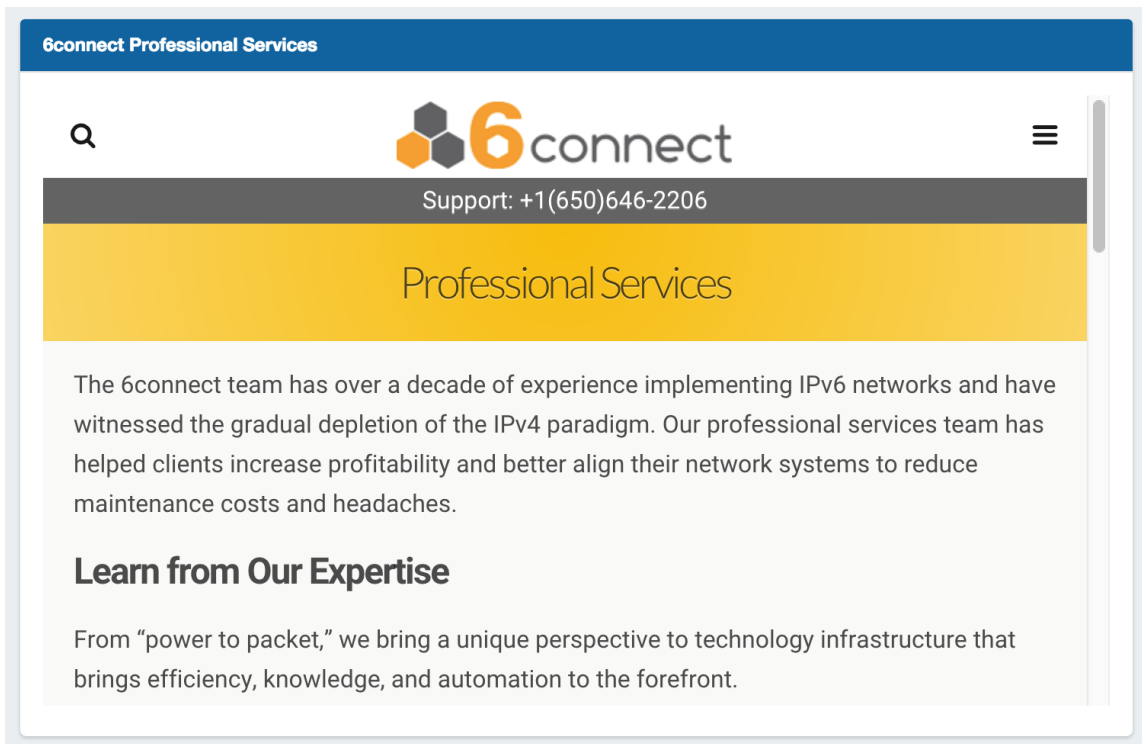 6connect Professional Services
6connect
Support: +1(650)646-2206
Professional Services
The 6connect team has over a decade of experience implementing IPv6 networks and have
witnessed the gradual depletion of the IPv4 paradigm. Our professional services team has
helped clients increase profitability and better align their network systems to reduce
maintenance costs and headaches.
Learn from Our Expertise
From “power to packet,” we bring a unique perspective to technology infrastructure that
brings efficiency, knowledge, and automation to the forefront.